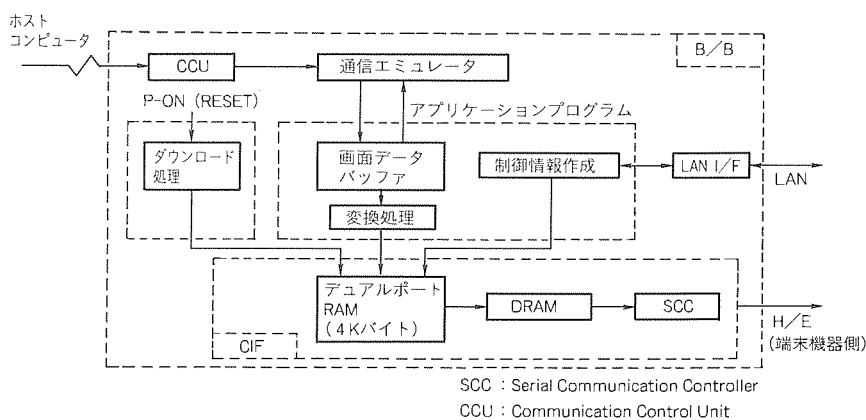 ホスト
コンピュータ
B／B
CCU
通信エミュレータ
P-ON（RESET）
アプリケーションプログラム
ダウンロード
処理
画面データ
バッファ
制御情報作成
LAN I/F
LAN
変換処理
デュアルポート
RAM
（4Kバイト）
DRAM
SCC
CIF
H／E
（端末機器側）
SCC：Serial Communication Controller
CCU：Communication Control Unit